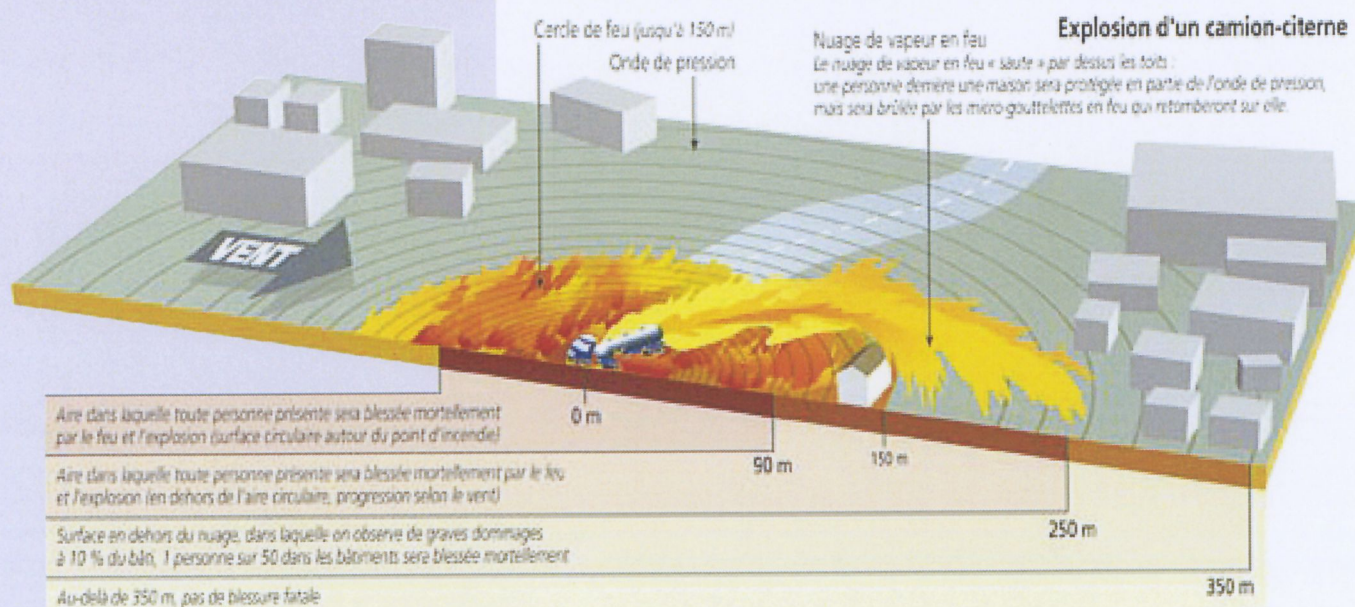 Explosion d'un camion-citerne
Cercle de feu (jusqu'à 150 m)
Onde de pression
Nuage de vapeur en feu
Le nuage de vapeur en feu « saute » par dessus les toits :
une personne derrière une maison sera protégée en partie de l'onde de pression,
mais sera brûlée par les micro-gouttelettes en feu qui retomberont sur elle.
VENT
Aire dans laquelle toute personne présente sera blessée mortellement
par le feu et l'explosion (surface circulaire autour du point d'incendie)
0 m
Aire dans laquelle toute personne présente sera blessée mortellement par le feu
et l'explosion (en dehors de l'aire circulaire, progression selon le vent)
90 m
150 m
Surface en dehors du nuage, dans laquelle on observe de graves dommages
à 10 % du bâti, 1 personne sur 50 dans les bâtiments sera blessée mortellement
250 m
Au-delà de 350 m, pas de blessure fatale
350 m